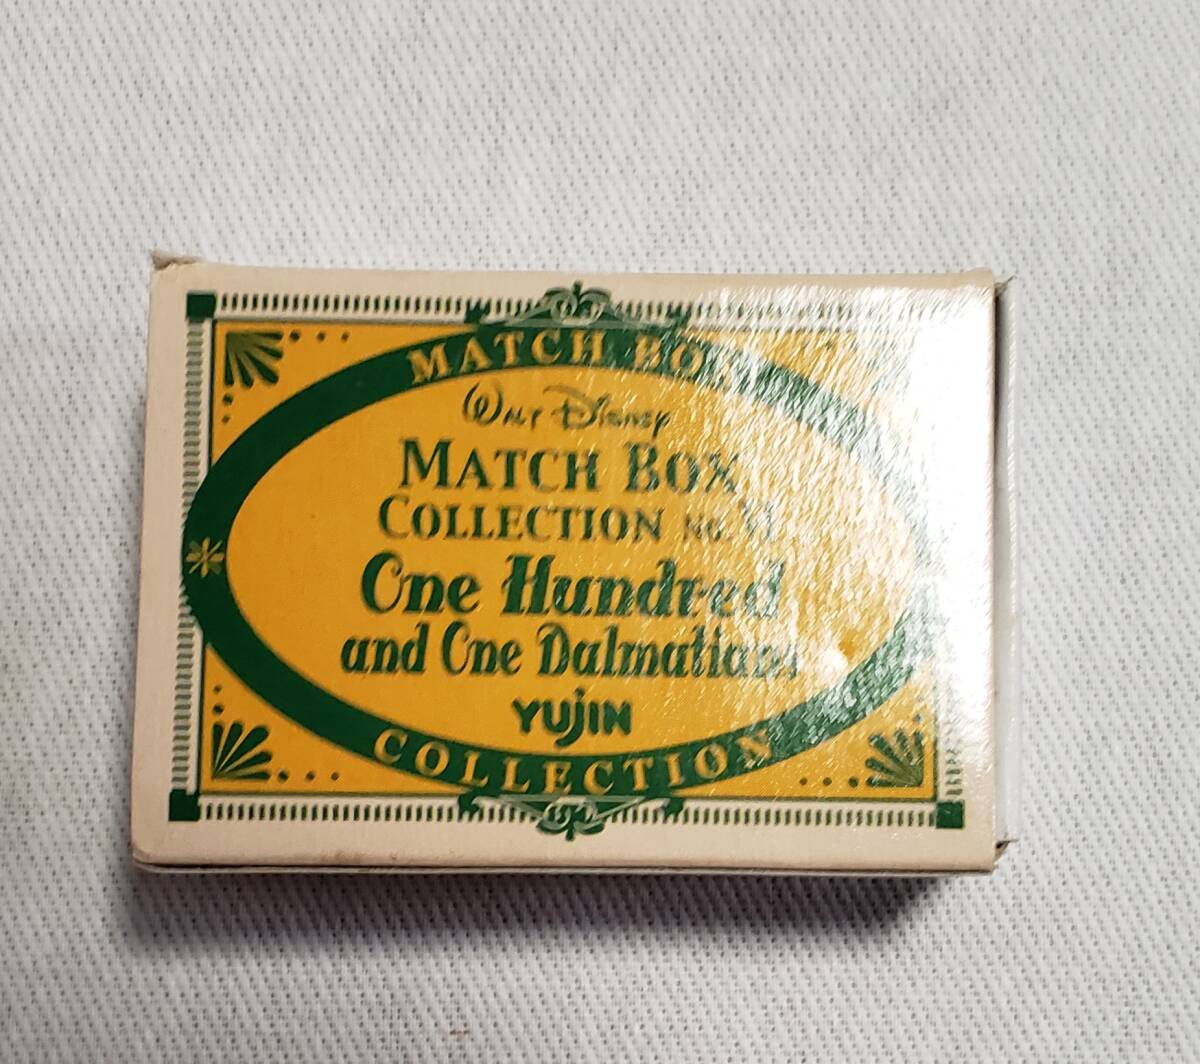 MATCH BOX
WALT DISNEY
MATCH BOX
COLLECTION No. VI
One Hundred
and One Dalmatians
YUJIN
COLLECTION